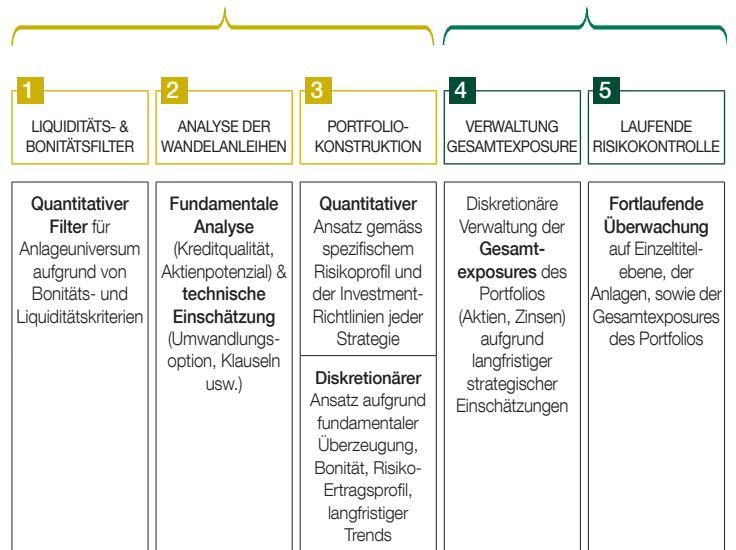 1
LIQUIDITÄTS- &
BONITÄTSFILTER
2
ANALYSE DER
WANDELANLEIHEN
3
PORTFOLIO-
KONSTRUKTION
4
VERWALTUNG
GESAMTEXPOSURE
5
LAUFENDE
RISIKOKONTROLLE
Quantitativer
Filter für
Anlageuniversum
aufgrund von
Bonitäts- und
Liquiditätskriterien
Fundamentale
Analyse
(Kreditqualität,
Aktienpotenzial) &
technische
Einschätzung
(Umwandlungs-
option, Klauseln
usw.)
Quantitativer
Ansatz gemäss
spezifischem
Risikoprofil und
der Investment-
Richtlinien jeder
Strategie
Diskretionärer
Ansatz aufgrund
fundamentaler
Überzeugung,
Bonität, Risiko-
Ertragsprofil,
langfristiger
Trends
Diskretionäre
Verwaltung der
Gesamt-
exposures des
Portfolios
(Aktien, Zinsen)
aufgrund
langfristiger
strategischer
Einschätzungen
Fortlaufende
Überwachung
auf Einzeltitel-
ebene, der
Anlagen, sowie der
Gesamtexposures
des Portfolios